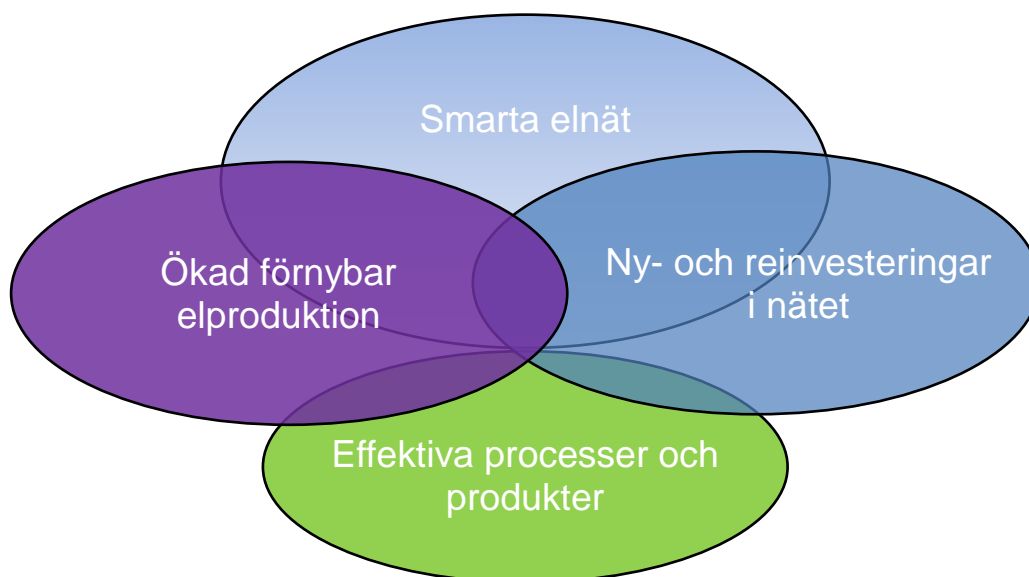 Smarta elnät
Ökad förnybar
elproduktion
Ny- och reinvesteringar
i nätet
Effektiva processer och
produkter